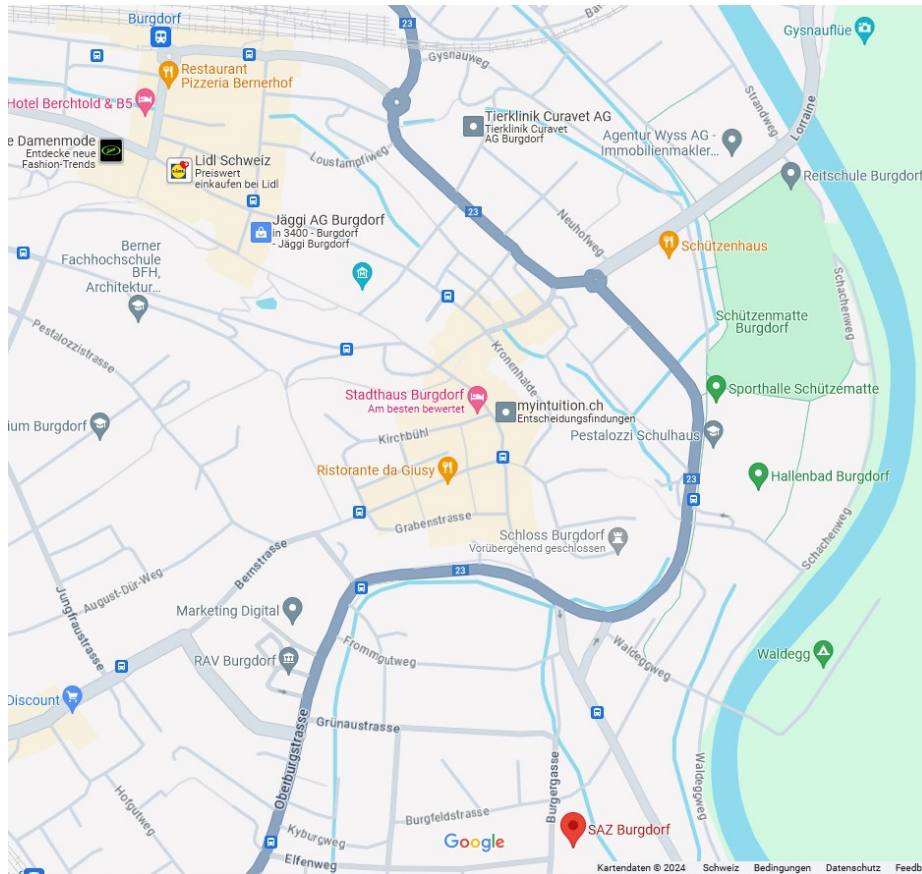 Burgdorf
23
Gysnauweg
Gysnauflüe
Restaurant
Pizzeria Bernerhof
Hotel Berchtold & B5
Tierklinik Curavet AG
Tierklinik Curavet
AG Burgdorf
Strandweg
Lorraine
Agentur Wyss AG -
Immobilienmakler...
e Damenmode
Entdecke neue
Fashion-Trends
Loustampfiweg
Lidl Schweiz
Preiswert
einkaufen bei Lidl
LIDL
Reitschule Burgdorf
23
Jäggi AG Burgdorf
in 3400 - Burgdorf
- Jäggi Burgdorf
Neuhofweg
Schützenhaus
Berner
Fachhochschule
BFH,
Architektur...
Schachenweg
Schützenmatte
Burgdorf
Pestalozzistrasse
Kronenhalde
Stadthaus Burgdorf
Am besten bewertet
Sporthalle Schützematte
myintuition.ch
Entscheidungsfindungen
ium Burgdorf
Kirchbühl
Pestalozzi Schulhaus
Ristorante da Giusy
23
Hallenbad Burgdorf
Grabenstrasse
Schloss Burgdorf
Vorübergehend geschlossen
Schachenweg
Bernstrasse
23
August-Dür-Weg
Jungfraustrasse
Marketing Digital
Frommgutweg
Waldeggweg
Waldegg
RAV Burgdorf
Discount
Oberburgstrasse
Grünaustrasse
Burgergasse
Waldeggweg
Hofgutweg
Burgfeldstrasse
Kyburgweg
Google
SAZ Burgdorf
Elfenweg
Kartendaten © 2024 Schweiz Bedingungen Datenschutz Feedb